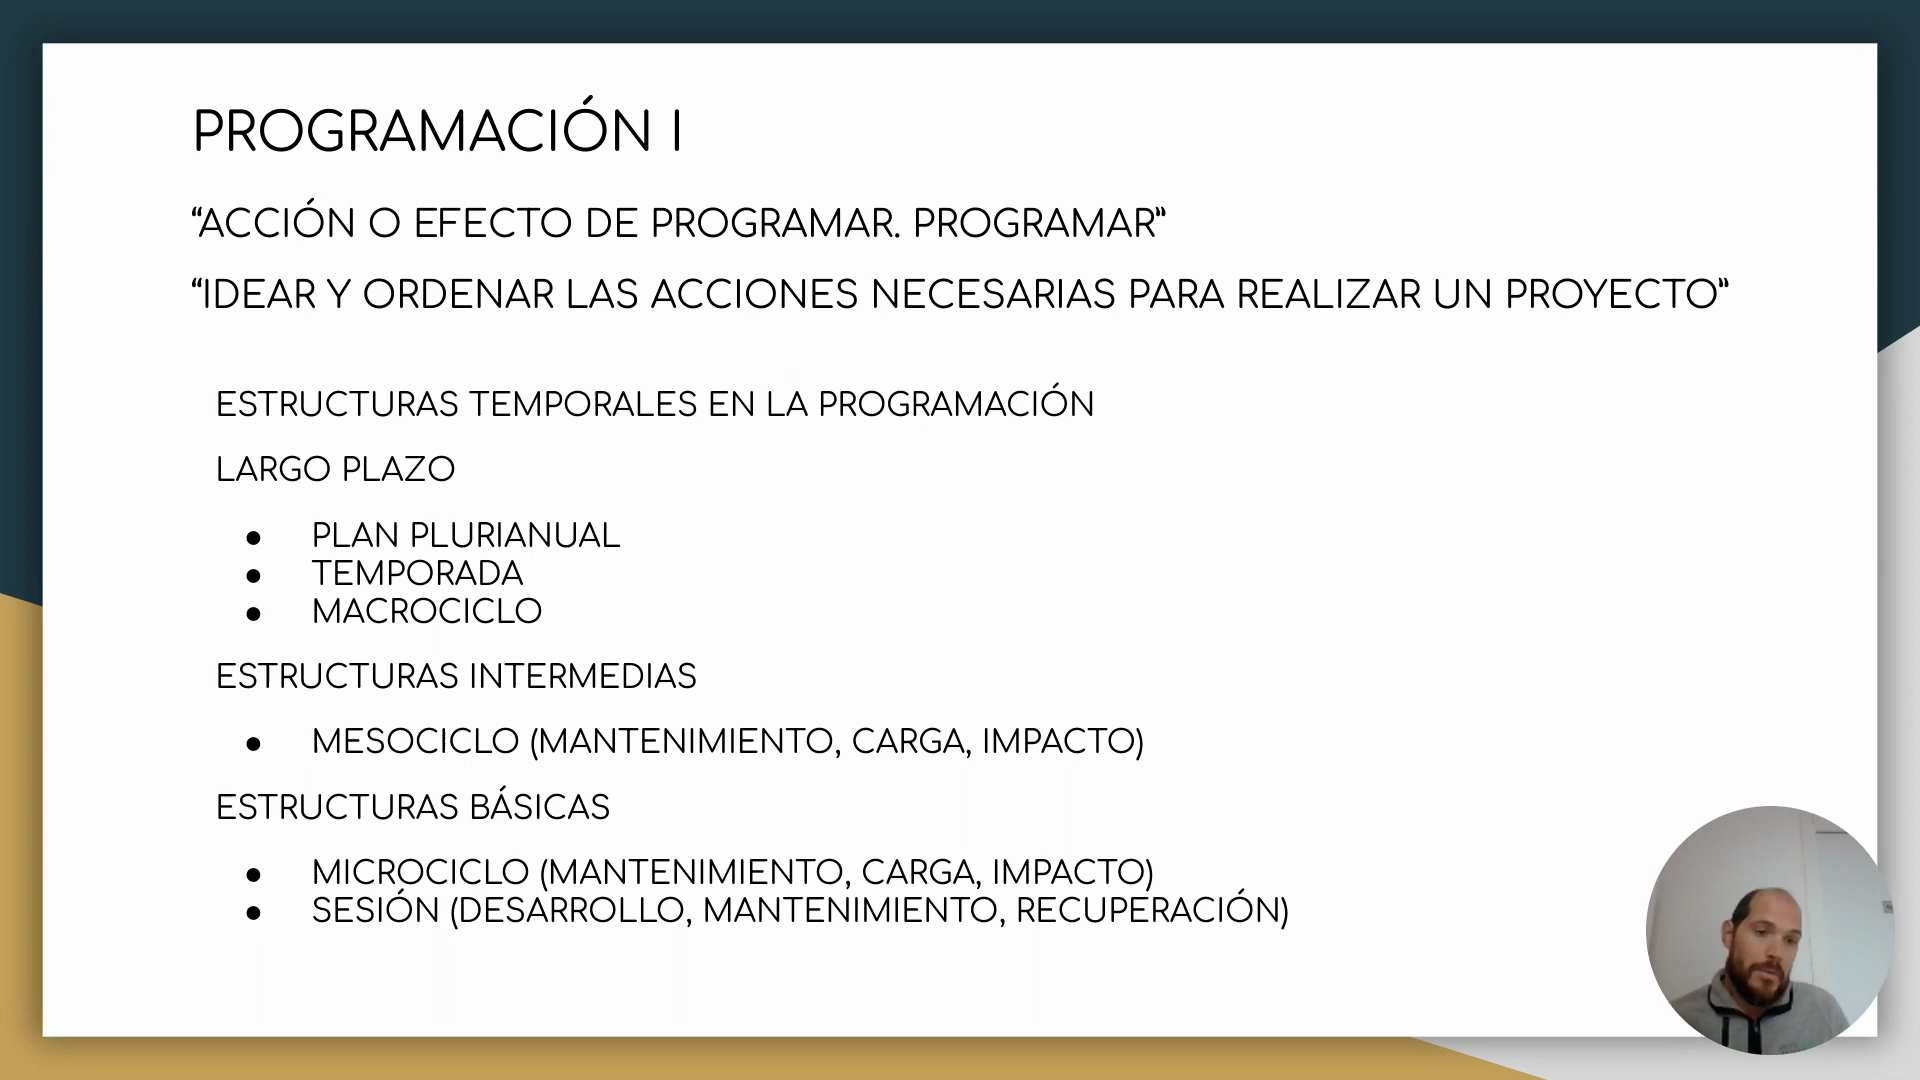 PROGRAMACIÓN I
“ACCIÓN O EFECTO DE PROGRAMAR. PROGRAMAR”
“IDEAR Y ORDENAR LAS ACCIONES NECESARIAS PARA REALIZAR UN PROYECTO”
ESTRUCTURAS TEMPORALES EN LA PROGRAMACIÓN
LARGO PLAZO
● PLAN PLURIANUAL
● TEMPORADA
● MACROCICLO
ESTRUCTURAS INTERMEDIAS
● MESOCICLO (MANTENIMIENTO, CARGA, IMPACTO)
ESTRUCTURAS BÁSICAS
● MICROCICLO (MANTENIMIENTO, CARGA, IMPACTO)
● SESIÓN (DESARROLLO, MANTENIMIENTO, RECUPERACIÓN)